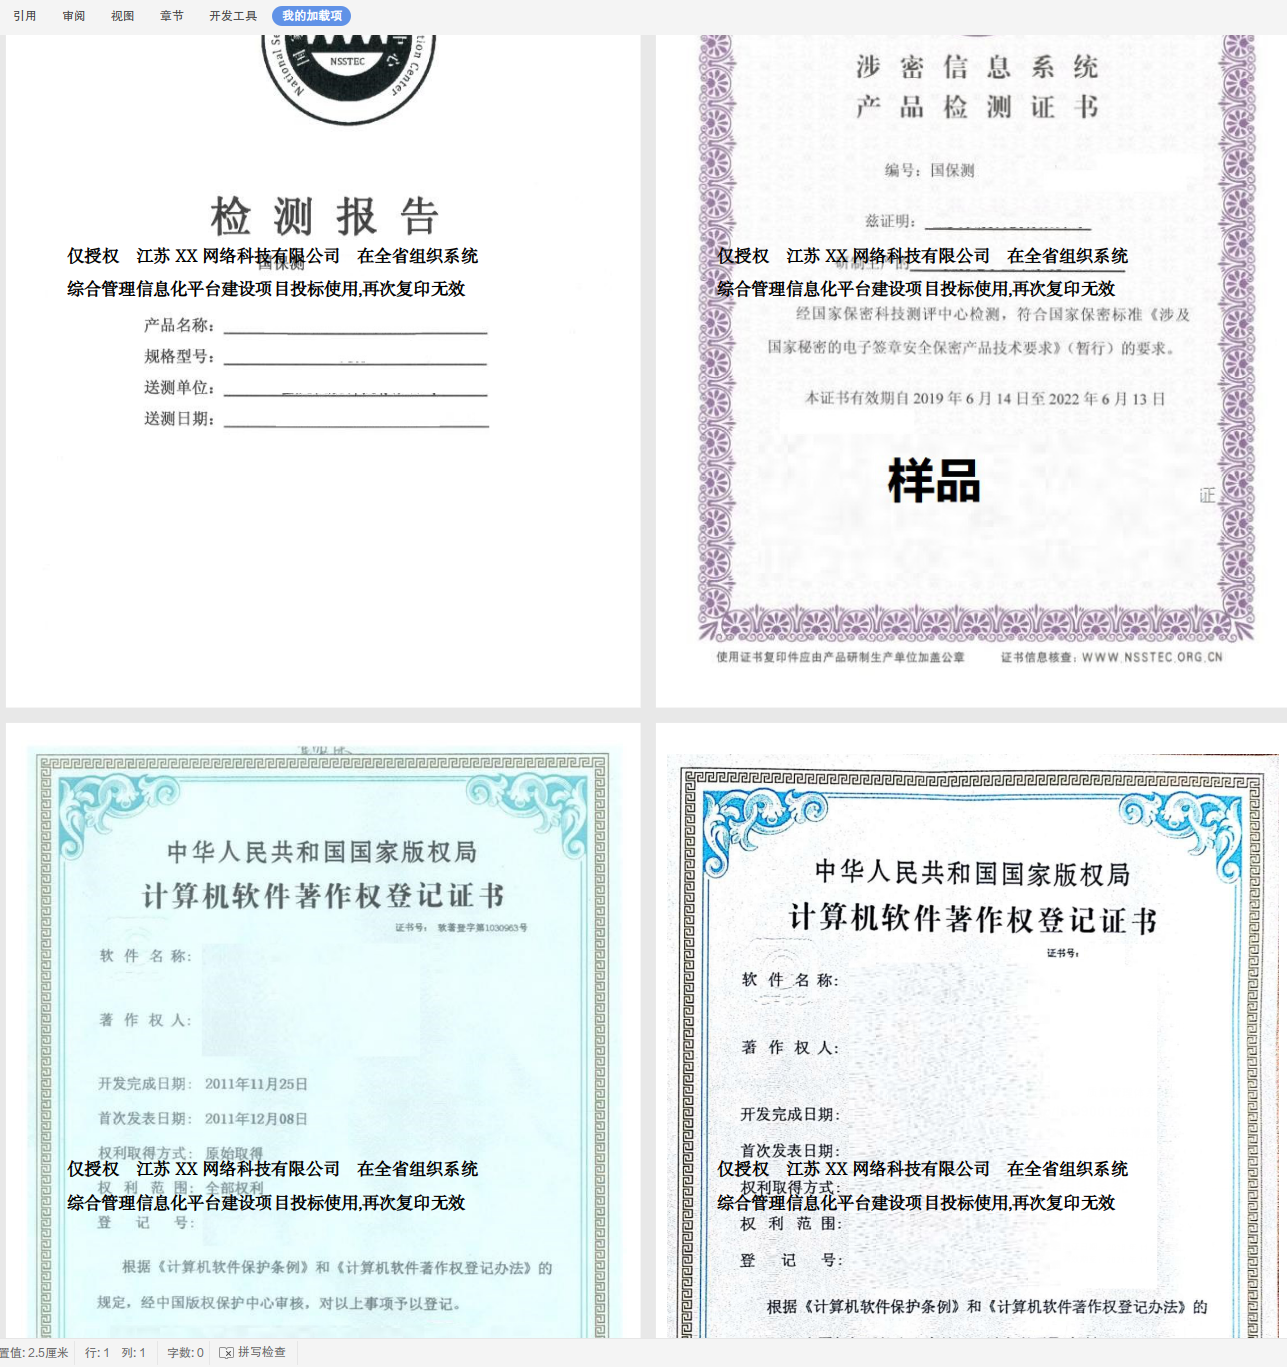 引用 审阅 视图 章节 开发工具 我的加载项
NSSTEC
National Se
tion Center
中心
检测报告
国保测
仅授权 江苏 XX 网络科技有限公司 在全省组织系统
综合管理信息化平台建设项目投标使用,再次复印无效
产品名称：
规格型号：
送测单位：
送测日期：
涉密信息系统
产品检测证书
编号：国保测
兹证明：
研制生产的
仅授权 江苏 XX 网络科技有限公司 在全省组织系统
综合管理信息化平台建设项目投标使用,再次复印无效
经国家保密科技测评中心检测，符合国家保密标准《涉及
国家秘密的电子签章安全保密产品技术要求》（暂行）的要求。
本证书有效期自 2019 年 6 月 14 日至 2022 年 6 月 13 日
样品
证
使用证书复印件应由产品研制生产单位加盖公章 证书信息核查：WWW.NSSTEC.ORG.CN
中华人民共和国国家版权局
计算机软件著作权登记证书
证书号： 软著登字第1030963号
软件名称：
著作权人：
开发完成日期： 2011年11月25日
首次发表日期： 2011年12月08日
权利取得方式： 原始取得
仅授权 江苏 XX 网络科技有限公司 在全省组织系统
权利范围： 全部权利
综合管理信息化平台建设项目投标使用,再次复印无效
登记号：
根据《计算机软件保护条例》和《计算机软件著作权登记办法》的
规定，经中国版权保护中心审核，对以上事项予以登记。
中华人民共和国国家版权局
计算机软件著作权登记证书
证书号：
软件名称：
著作权人：
开发完成日期：
首次发表日期：
仅授权 江苏 XX 网络科技有限公司 在全省组织系统
权利取得方式：
综合管理信息化平台建设项目投标使用,再次复印无效
权利范围：
登记号：
根据《计算机软件保护条例》和《计算机软件著作权登记办法》的
置值: 2.5厘米 行: 1 列: 1 字数: 0 拼写检查